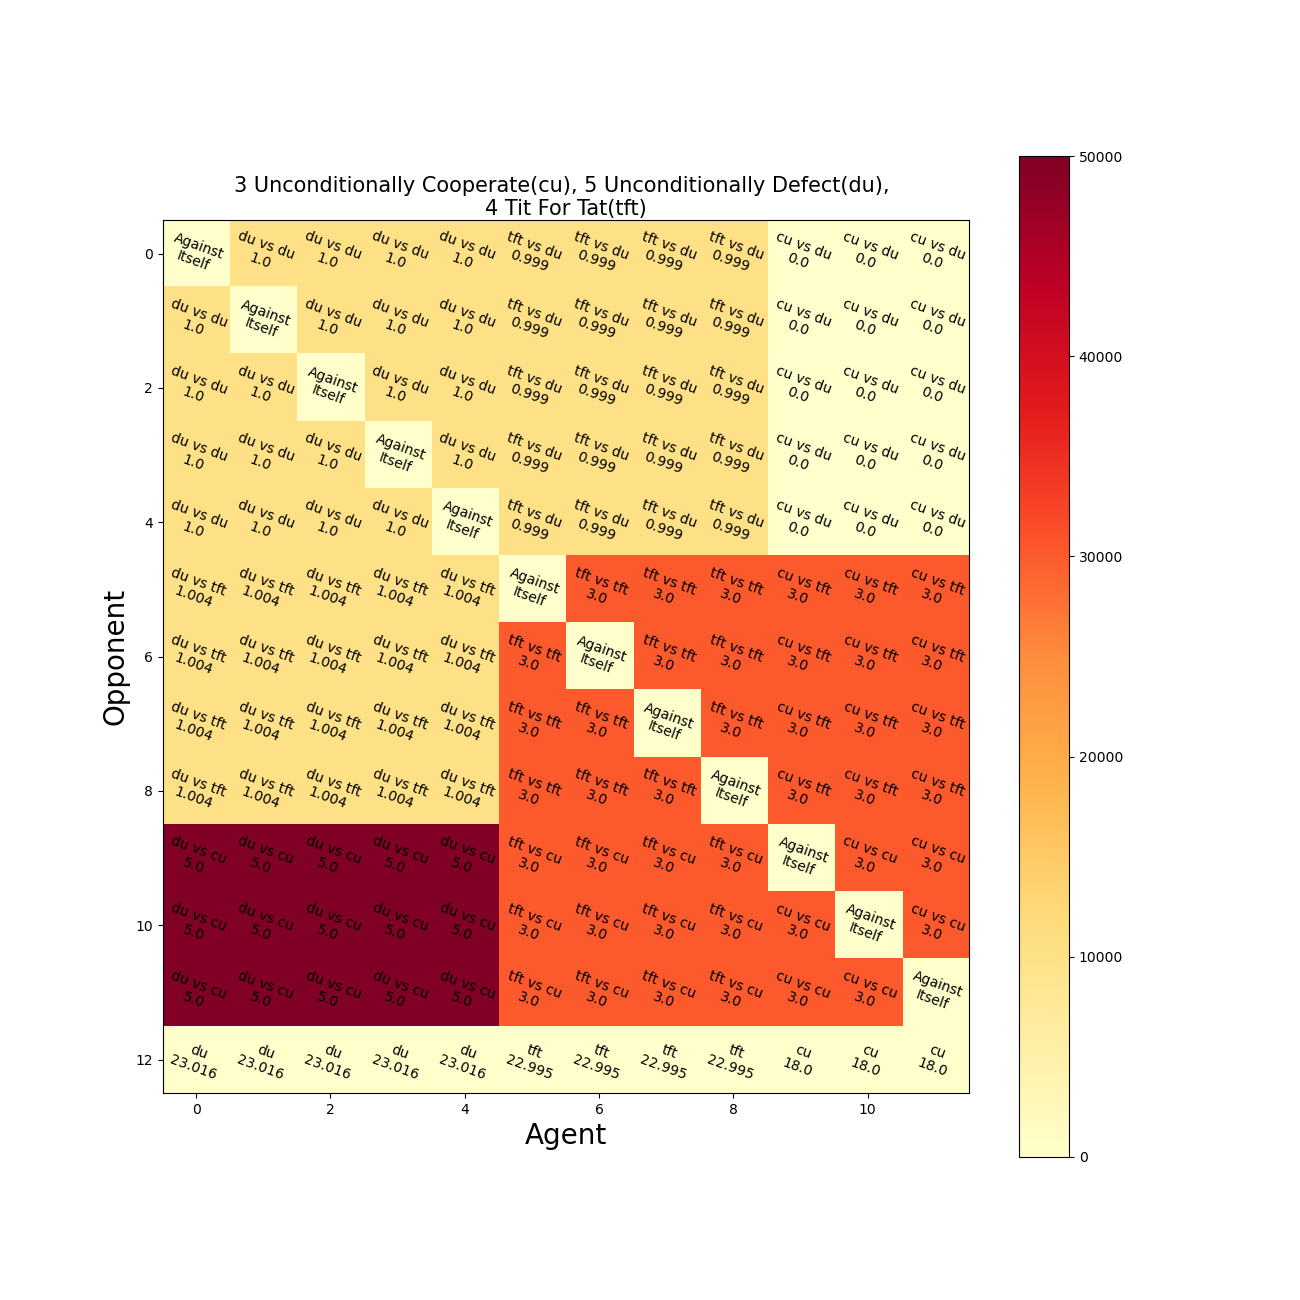 3 Unconditionally Cooperate(cu), 5 Unconditionally Defect(du),
4 Tit For Tat(tft)
Opponent
0
Against du vs du du vs du du vs du du vs du tft vs du tft vs du tft vs du tft vs du cu vs du cu vs du cu vs du
Itself 1.0 1.0 1.0 1.0 0.999 0.999 0.999 0.999 0.0 0.0 0.0
du vs du Against du vs du du vs du du vs du tft vs du tft vs du tft vs du tft vs du cu vs du cu vs du cu vs du
1.0 Itself 1.0 1.0 1.0 0.999 0.999 0.999 0.999 0.0 0.0 0.0
2
du vs du du vs du Against du vs du du vs du tft vs du tft vs du tft vs du tft vs du cu vs du cu vs du cu vs du
1.0 1.0 Itself 1.0 1.0 0.999 0.999 0.999 0.999 0.0 0.0 0.0
du vs du du vs du du vs du Against du vs du tft vs du tft vs du tft vs du tft vs du cu vs du cu vs du cu vs du
1.0 1.0 1.0 Itself 1.0 0.999 0.999 0.999 0.999 0.0 0.0 0.0
4
du vs du du vs du du vs du du vs du Against tft vs du tft vs du tft vs du tft vs du cu vs du cu vs du cu vs du
1.0 1.0 1.0 1.0 Itself 0.999 0.999 0.999 0.999 0.0 0.0 0.0
du vs tft du vs tft du vs tft du vs tft du vs tft Against tft vs tft tft vs tft tft vs tft cu vs tft cu vs tft cu vs tft
1.004 1.004 1.004 1.004 1.004 Itself 3.0 3.0 3.0 3.0 3.0 3.0
6
du vs tft du vs tft du vs tft du vs tft du vs tft tft vs tft Against tft vs tft tft vs tft cu vs tft cu vs tft cu vs tft
1.004 1.004 1.004 1.004 1.004 3.0 Itself 3.0 3.0 3.0 3.0 3.0
du vs tft du vs tft du vs tft du vs tft du vs tft tft vs tft tft vs tft Against tft vs tft cu vs tft cu vs tft cu vs tft
1.004 1.004 1.004 1.004 1.004 3.0 3.0 Itself 3.0 3.0 3.0 3.0
8
du vs tft du vs tft du vs tft du vs tft du vs tft tft vs tft tft vs tft tft vs tft Against cu vs tft cu vs tft cu vs tft
1.004 1.004 1.004 1.004 1.004 3.0 3.0 3.0 Itself 3.0 3.0 3.0
du vs cu du vs cu du vs cu du vs cu du vs cu tft vs cu tft vs cu tft vs cu tft vs cu Against cu vs cu cu vs cu
5.0 5.0 5.0 5.0 5.0 3.0 3.0 3.0 3.0 Itself 3.0 3.0
10
du vs cu du vs cu du vs cu du vs cu du vs cu tft vs cu tft vs cu tft vs cu tft vs cu cu vs cu Against cu vs cu
5.0 5.0 5.0 5.0 5.0 3.0 3.0 3.0 3.0 3.0 Itself 3.0
du vs cu du vs cu du vs cu du vs cu du vs cu tft vs cu tft vs cu tft vs cu tft vs cu cu vs cu cu vs cu Against
5.0 5.0 5.0 5.0 5.0 3.0 3.0 3.0 3.0 3.0 3.0 Itself
12
du du du du du tft tft tft tft cu cu cu
23.016 23.016 23.016 23.016 23.016 22.995 22.995 22.995 22.995 18.0 18.0 18.0
0 2 4 6 8 10
Agent
50000
40000
30000
20000
10000
0